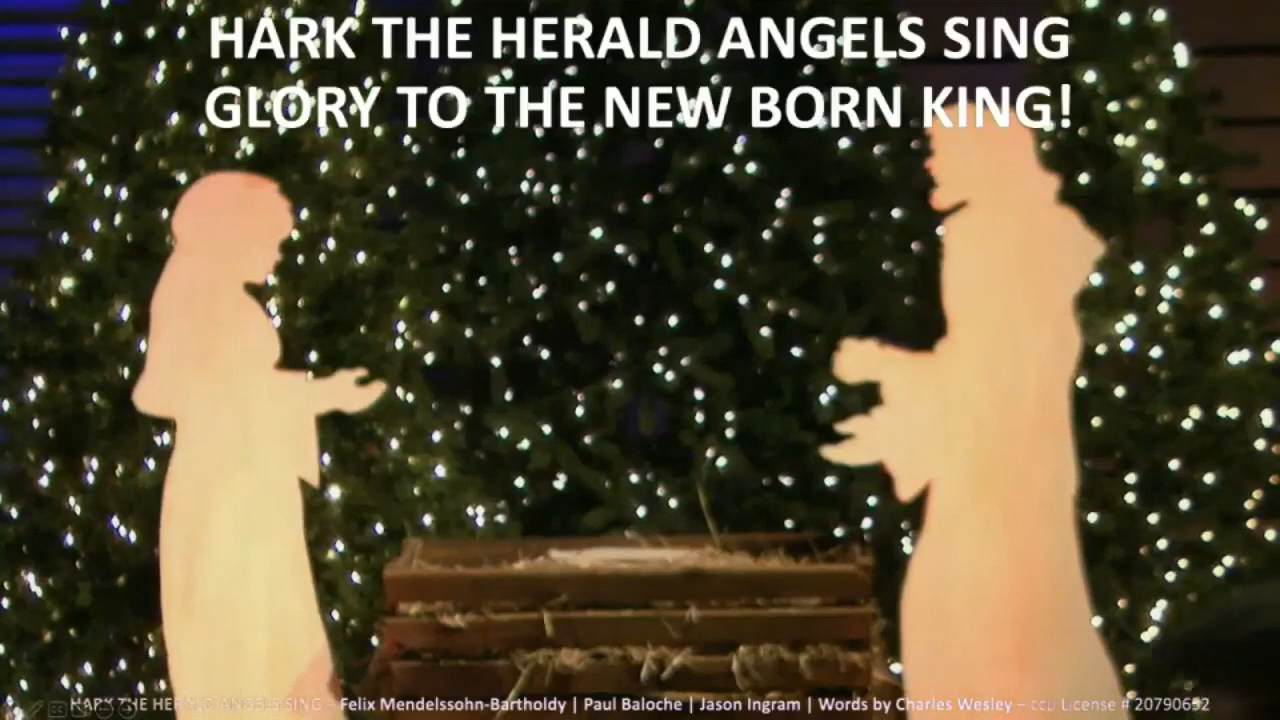 HARK THE HERALD ANGELS SING
GLORY TO THE NEW BORN KING!
HARK THE HERALD ANGELS SING – Felix Mendelssohn-Bartholdy | Paul Baloche | Jason Ingram | Words by Charles Wesley – CCLI License # 20790652